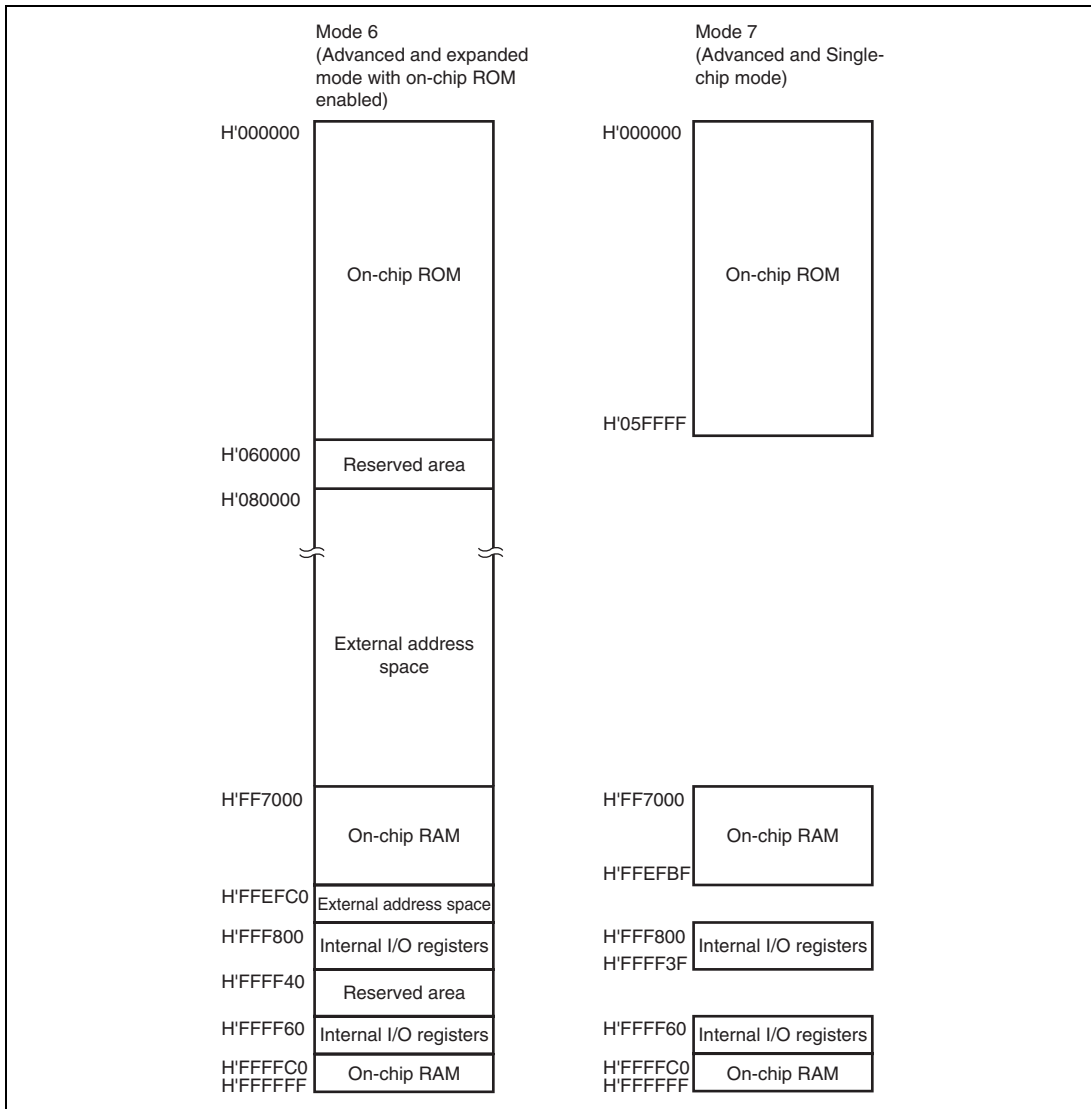 Mode 6
(Advanced and expanded
mode with on-chip ROM
enabled)
H'000000
On-chip ROM
H'060000
Reserved area
H'080000
External address
space
H'FF7000
On-chip RAM
H'FFEFC0
External address space
H'FFF800
Internal I/O registers
H'FFFF40
Reserved area
H'FFFF60
Internal I/O registers
H'FFFFC0
On-chip RAM
H'FFFFFF
Mode 7
(Advanced and Single-
chip mode)
H'000000
On-chip ROM
H'05FFFF
H'FF7000
On-chip RAM
H'FFEFBF
H'FFF800
Internal I/O registers
H'FFFF3F
H'FFFF60
Internal I/O registers
H'FFFFC0
On-chip RAM
H'FFFFFF